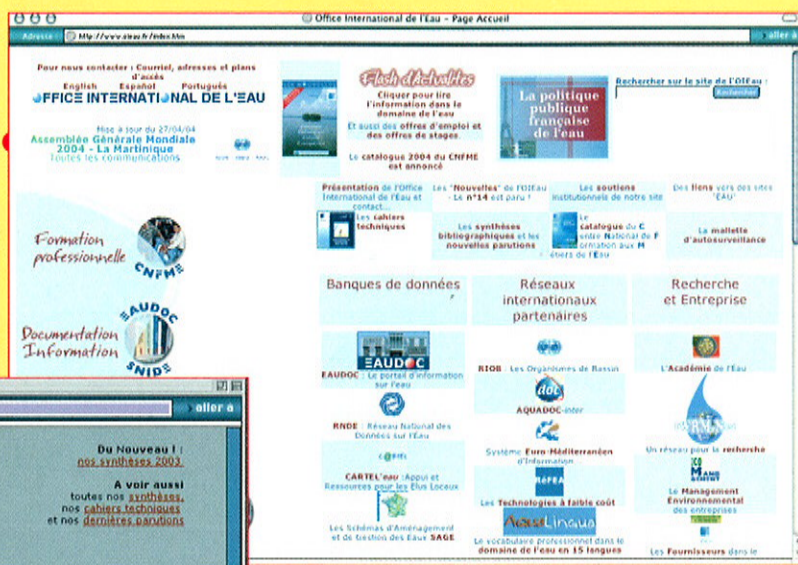 Office International de l'Eau – Page Accueil
Adresse
http://www.oieau.fr/index.htm
aller à
Pour nous contacter : Courriel, adresses et plans
d'accès
English Español Português
OFFICE INTERNATIONAL DE L'EAU
Mise à jour du 27/04/04
Assemblée Générale Mondiale
2004 - La Martinique
Toutes les communications
Flash d'Actualités
Cliquer pour lire
l'information dans le
domaine de l'eau
Et aussi des offres d'emploi et
des offres de stages.
Le catalogue 2004 du CNFME
est annoncé
La politique
publique
française
de l'eau
Rechercher sur le site de l'OIEau :
Rechercher
Présentation de l'Office
International de l'Eau et
contact...
Les "Nouvelles" de l'OIEau
- Le n°14 est paru !
Les soutiens
institutionnels de notre site
Des liens vers des sites
"EAU"
Les cahiers
techniques
Les synthèses
bibliographiques et les
nouvelles parutions
Le
catalogue du C
entre National de F
ormation aux M
étiers de l'Eau
La mallette
d'autosurveillance
Formation
professionnelle
CNFME
Documentation
Information
EAUDOC
SNIDE
Banques de données
Réseaux
internationaux
partenaires
Recherche
et Entreprise
EAUDOC
EAUDOC : Le portail d'information
sur l'eau
RNDE : Réseau National des
Données sur l'Eau
CARTEL'eau : Appui et
Ressources pour les Elus Locaux
Les Schémas d'Aménagement
et de Gestion des Eaux SAGE
RIOB : Les Organismes de Bassin
doc
AQUADOC-inter
Système Euro-Méditerranéen
d'Information
RéFEA
Les Technologies à faible coût
AquaLingua
Le vocabulaire professionnel dans le
domaine de l'eau en 15 langues
L'Académie de l'Eau
Un réseau pour la recherche
ECO
MANAGEMENT
Le Management
Environnemental
des entreprises
Les Fournisseurs dans le
aller à
Du Nouveau ! :
nos synthèses 2003.
A voir aussi
toutes nos synthèses,
nos cahiers techniques
et nos dernières parutions